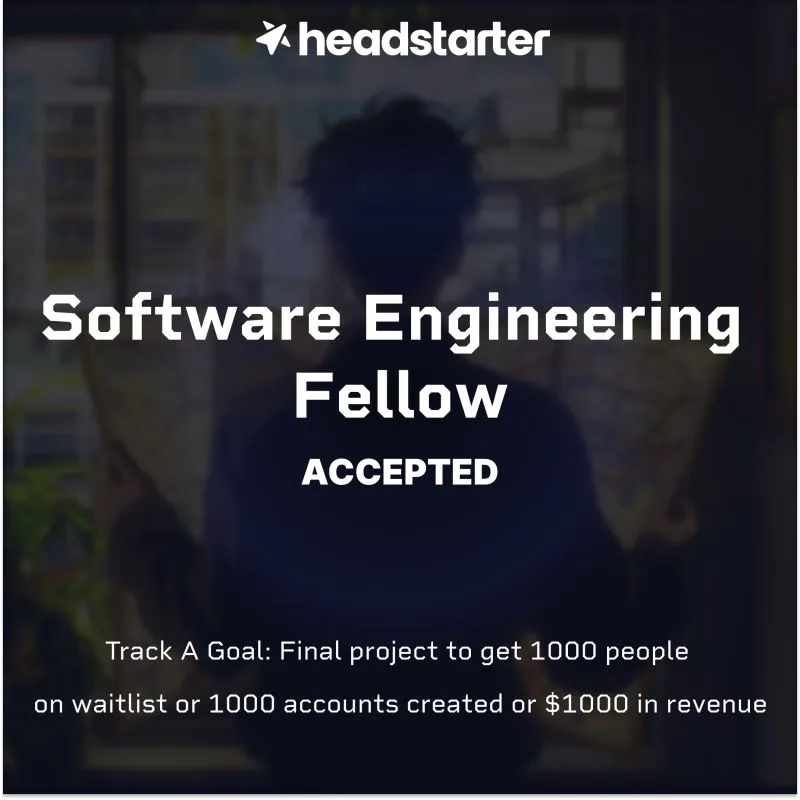 headstarter
Software Engineering
Fellow
ACCEPTED
Track A Goal: Final project to get 1000 people
on waitlist or 1000 accounts created or $1000 in revenue